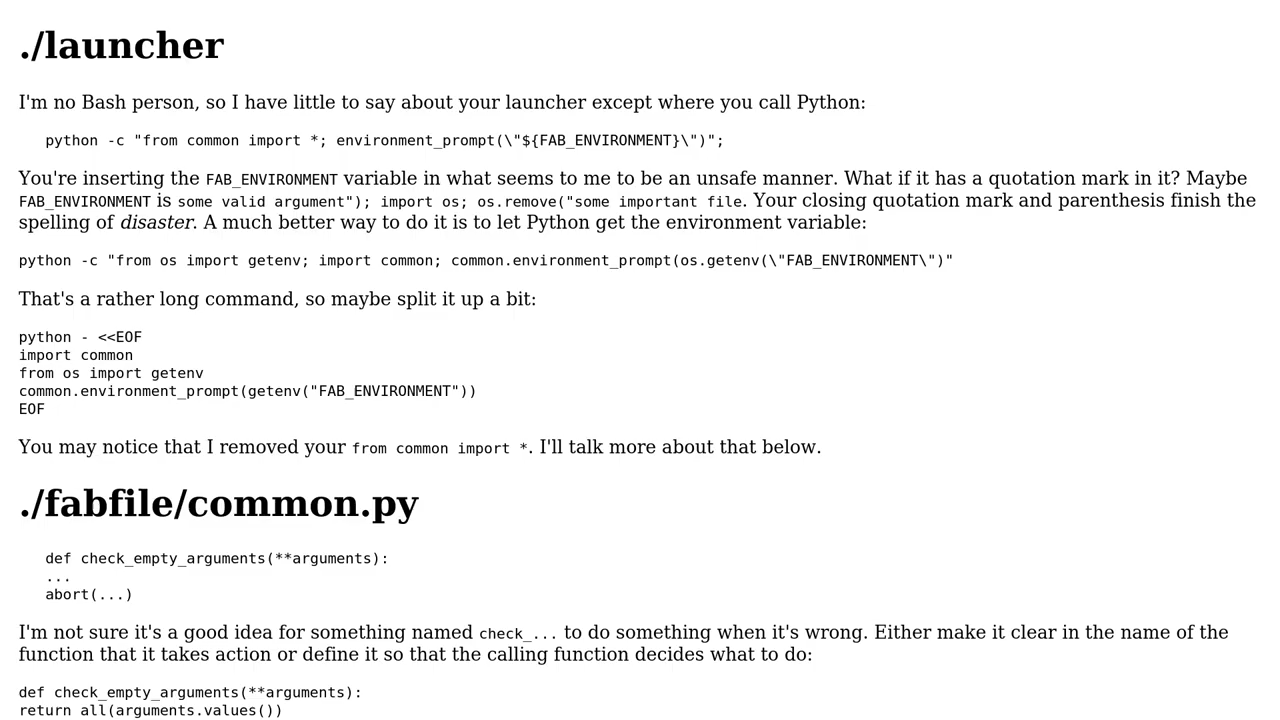 ./launcher
I'm no Bash person, so I have little to say about your launcher except where you call Python:
python -c "from common import *; environment_prompt(\"${FAB_ENVIRONMENT}\")";
You're inserting the FAB_ENVIRONMENT variable in what seems to me to be an unsafe manner. What if it has a quotation mark in it? Maybe
FAB_ENVIRONMENT is some valid argument"); import os; os.remove("some important file. Your closing quotation mark and parenthesis finish the
spelling of disaster. A much better way to do it is to let Python get the environment variable:
python -c "from os import getenv; import common; common.environment_prompt(os.getenv(\"FAB_ENVIRONMENT\")"
That's a rather long command, so maybe split it up a bit:
python - <<EOF
import common
from os import getenv
common.environment_prompt(getenv("FAB_ENVIRONMENT"))
EOF
You may notice that I removed your from common import *. I'll talk more about that below.
./fabfile/common.py
def check_empty_arguments(**arguments):
...
abort(...)
I'm not sure it's a good idea for something named check_... to do something when it's wrong. Either make it clear in the name of the
function that it takes action or define it so that the calling function decides what to do:
def check_empty_arguments(**arguments):
return all(arguments.values())